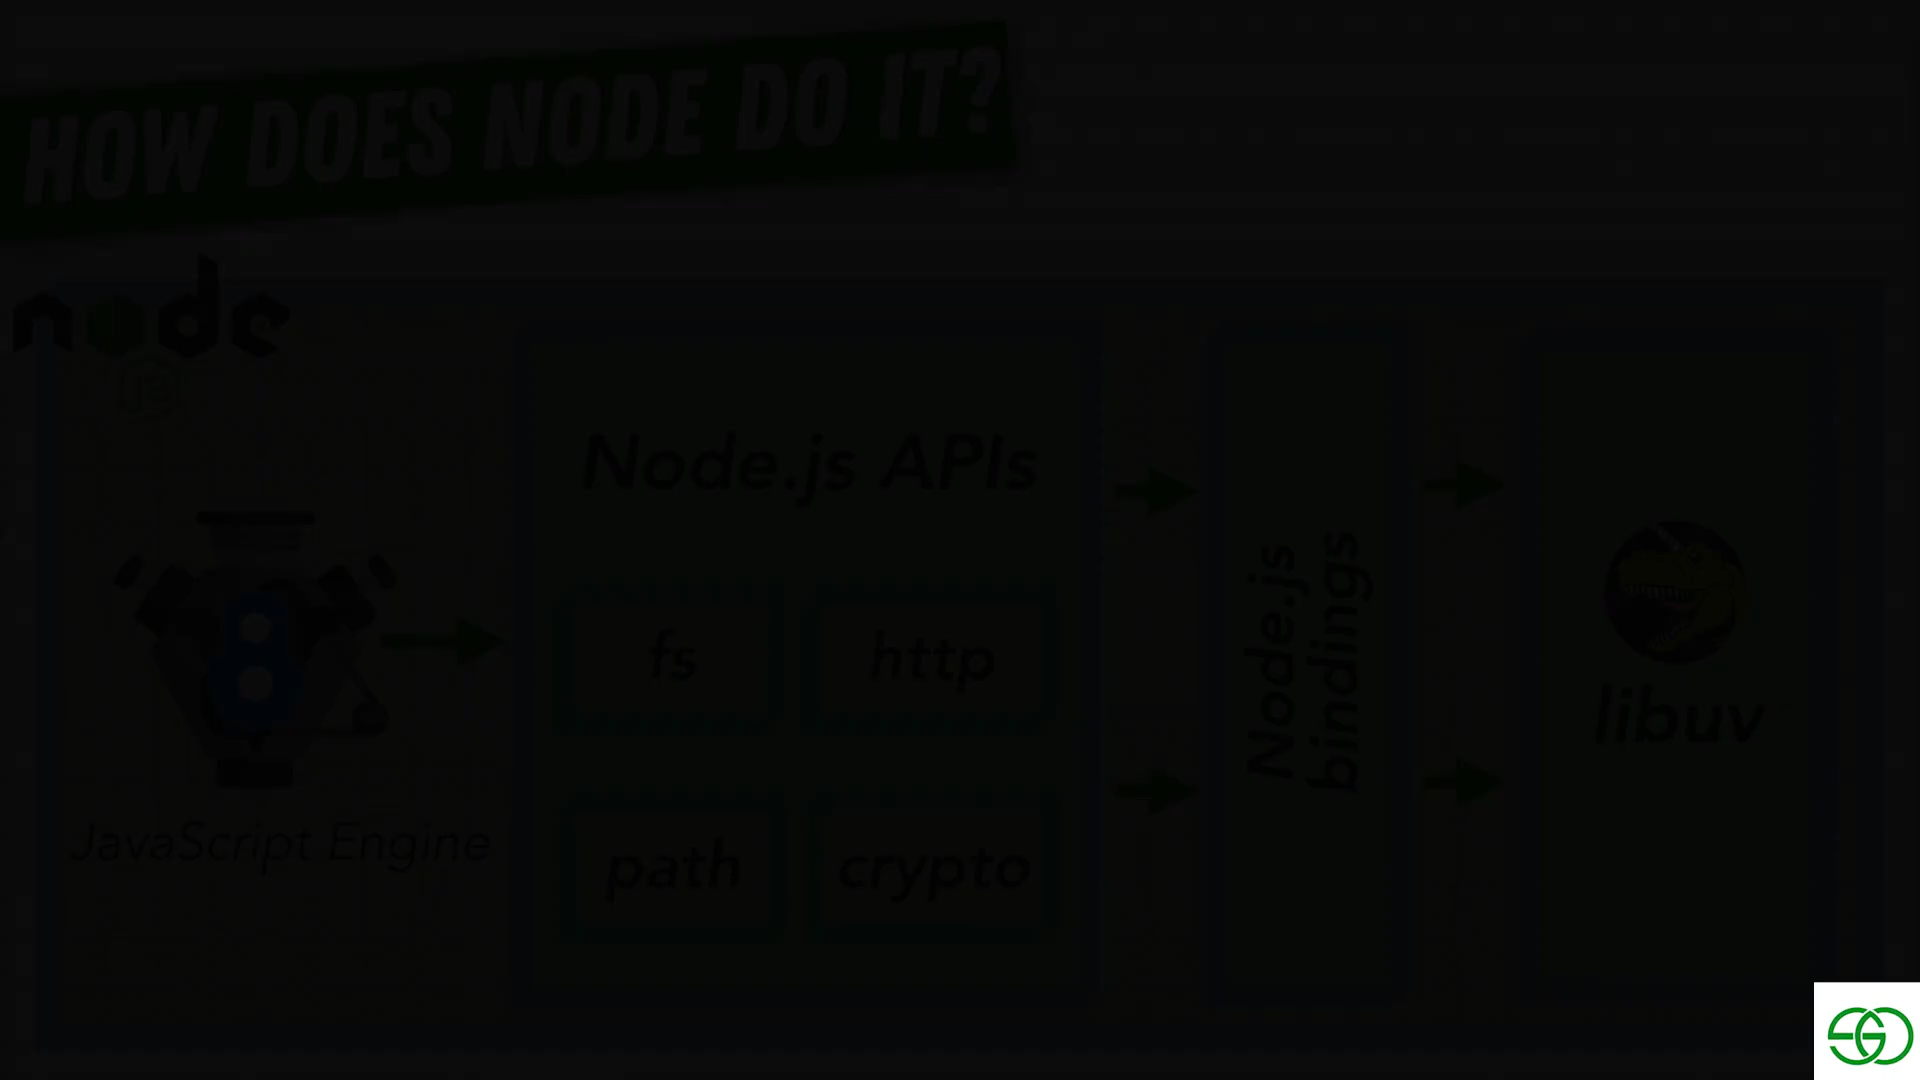 HOW DOES NODE DO IT?
node
JS
Node.js APIs
fs
http
path
crypto
JavaScript Engine
Node.js
bindings
libuv